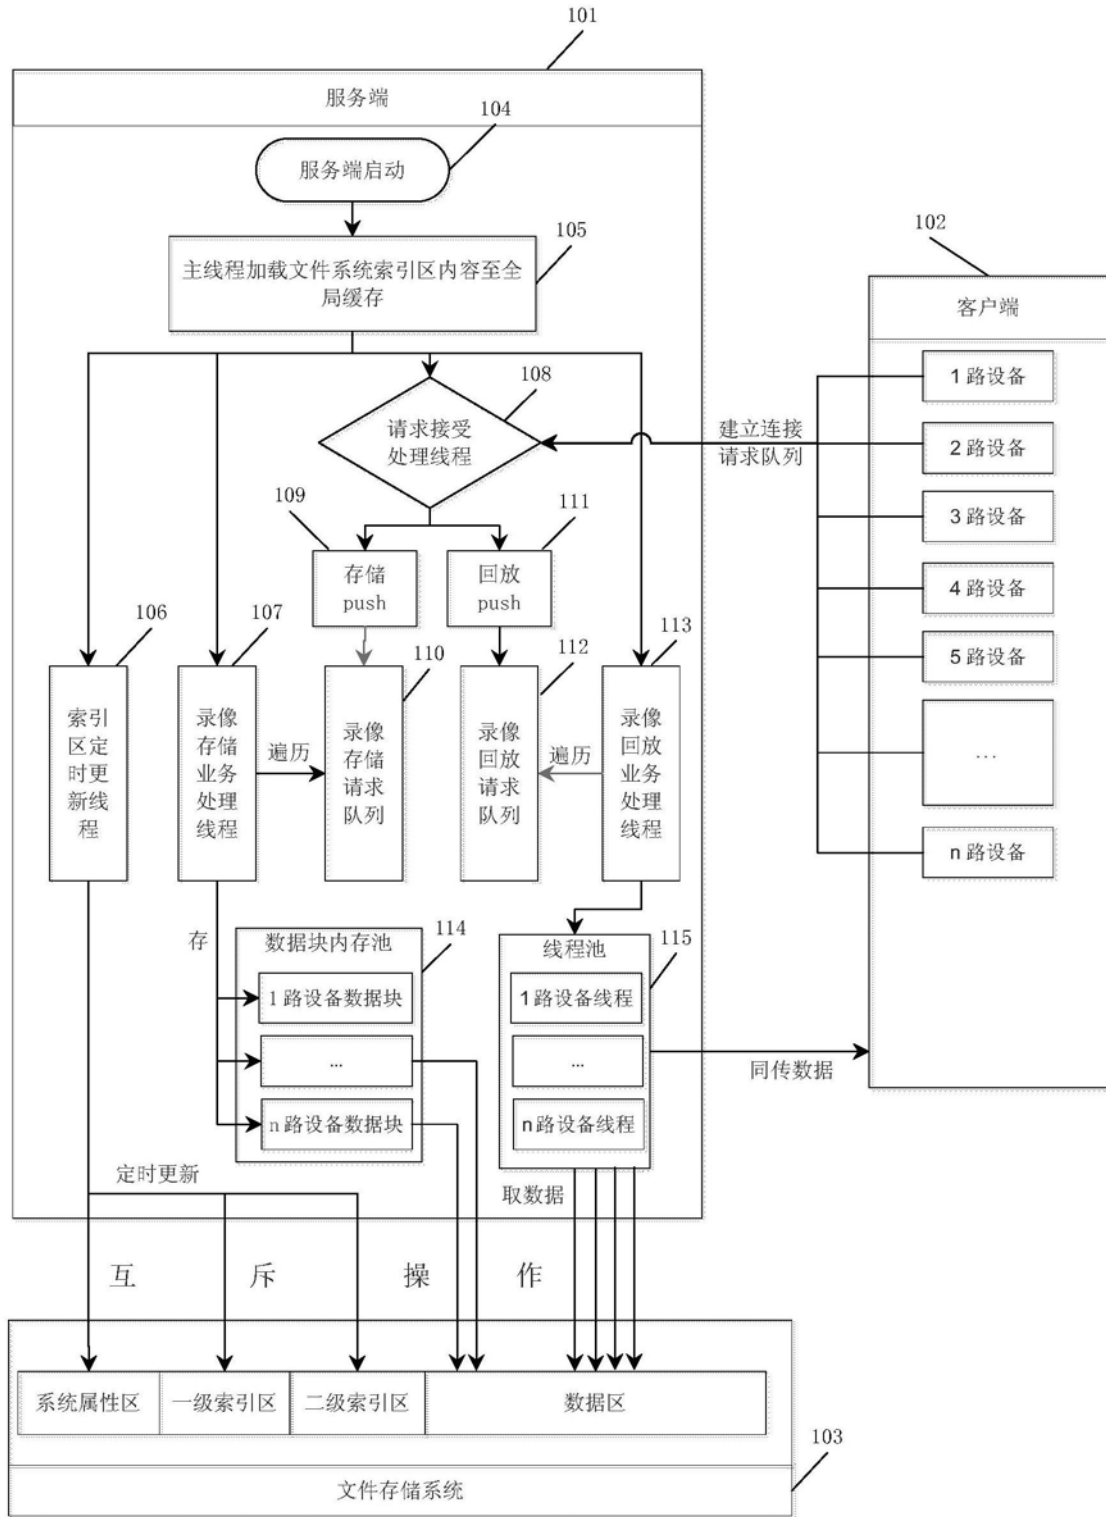 101
服务端
104
服务端启动
105
主线程加载文件系统索引区内容至全
局缓存
102
客户端
1路设备
2路设备
3路设备
4路设备
5路设备
...
n路设备
建立连接
请求队列
108
请求接受
处理线程
109
存储
push
111
回放
push
106
索引
区定
时更
新线
程
107
录像
存储
业务
处理
线程
遍历
110
录像
存储
请求
队列
112
录像
回放
请求
队列
遍历
113
录像
回放
业务
处理
线程
存
114
数据块内存池
1路设备数据块
...
n路设备数据块
115
线程池
1路设备线程
...
n路设备线程
同传数据
定时更新
取数据
互斥操作
系统属性区
一级索引区
二级索引区
数据区
103
文件存储系统